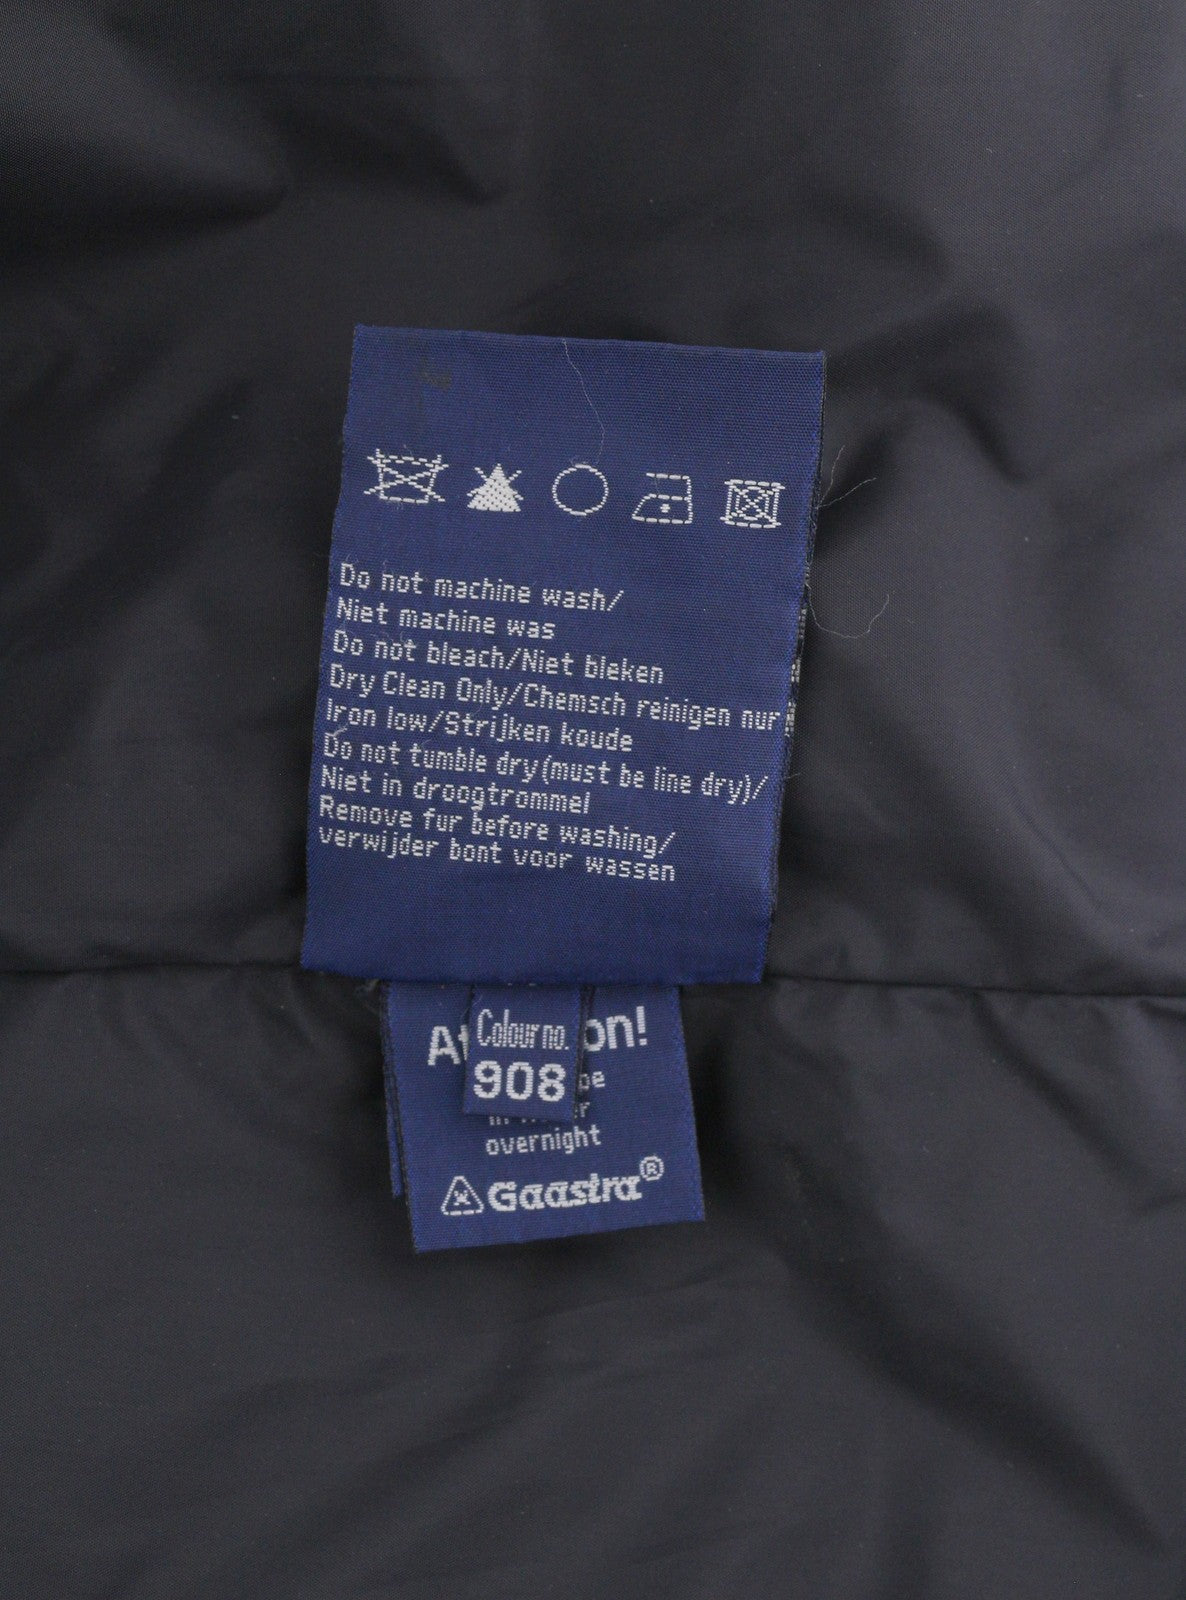 Do not machine wash/
Niet machine was
Do not bleach/Niet bleken
Dry Clean Only/Chemsch reinigen nur
Iron low/Strijken koude
Do not tumble dry(must be line dry)/
Niet in droogtrommel
Remove fur before washing/
verwijder bont voor wassen
Colour no.
908
overnight
Gaastra®